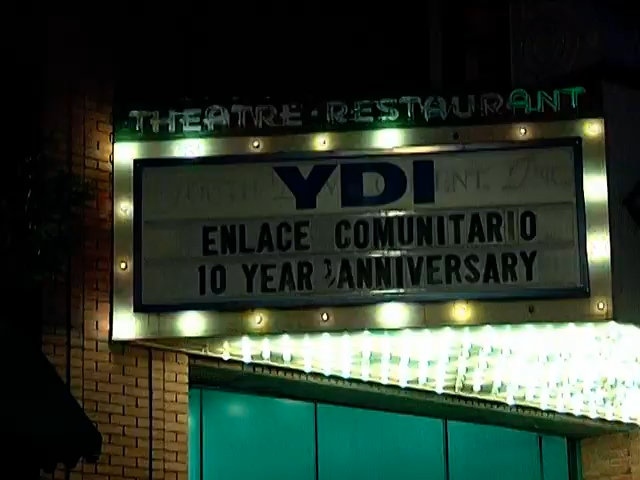 THEATRE · RESTAURANT
YDI
ENLACE COMUNITARIO
10 YEAR ANNIVERSARY